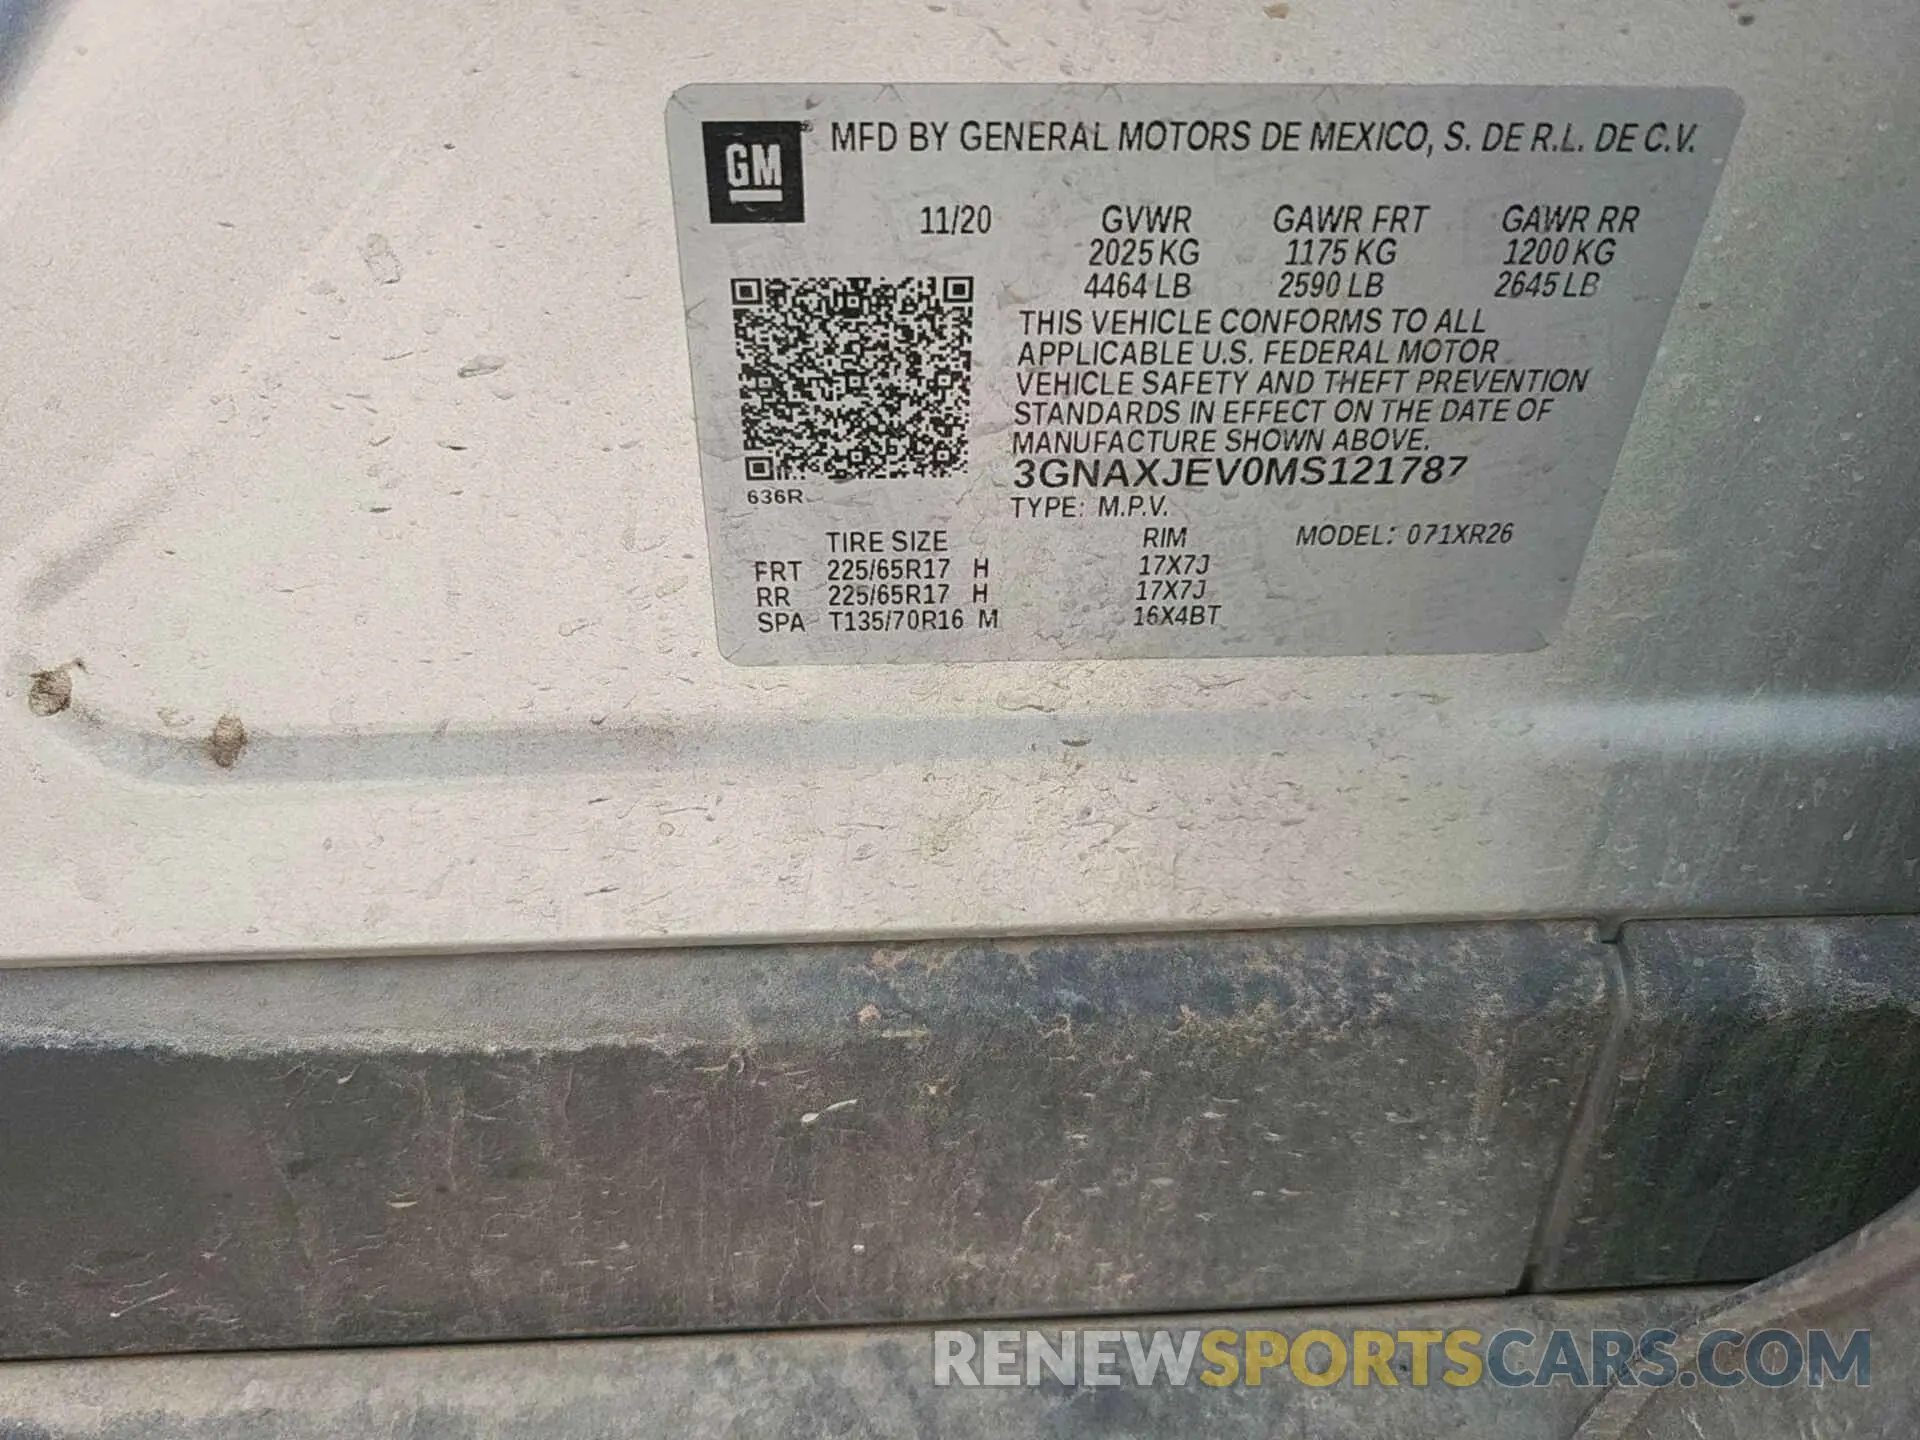 GM ® MFD BY GENERAL MOTORS DE MEXICO, S. DE R.L. DE C.V.
11/20 GVWR GAWR FRT GAWR RR
2025 KG 1175 KG 1200 KG
4464 LB 2590 LB 2645 LB
THIS VEHICLE CONFORMS TO ALL
APPLICABLE U.S. FEDERAL MOTOR
VEHICLE SAFETY AND THEFT PREVENTION
STANDARDS IN EFFECT ON THE DATE OF
MANUFACTURE SHOWN ABOVE.
3GNAXJEV0MS121787
636R
TYPE: M.P.V.
TIRE SIZE RIM MODEL: 071XR26
FRT 225/65R17 H 17X7J
RR 225/65R17 H 17X7J
SPA T135/70R16 M 16X4BT
RENEWSPORTSCARS.COM